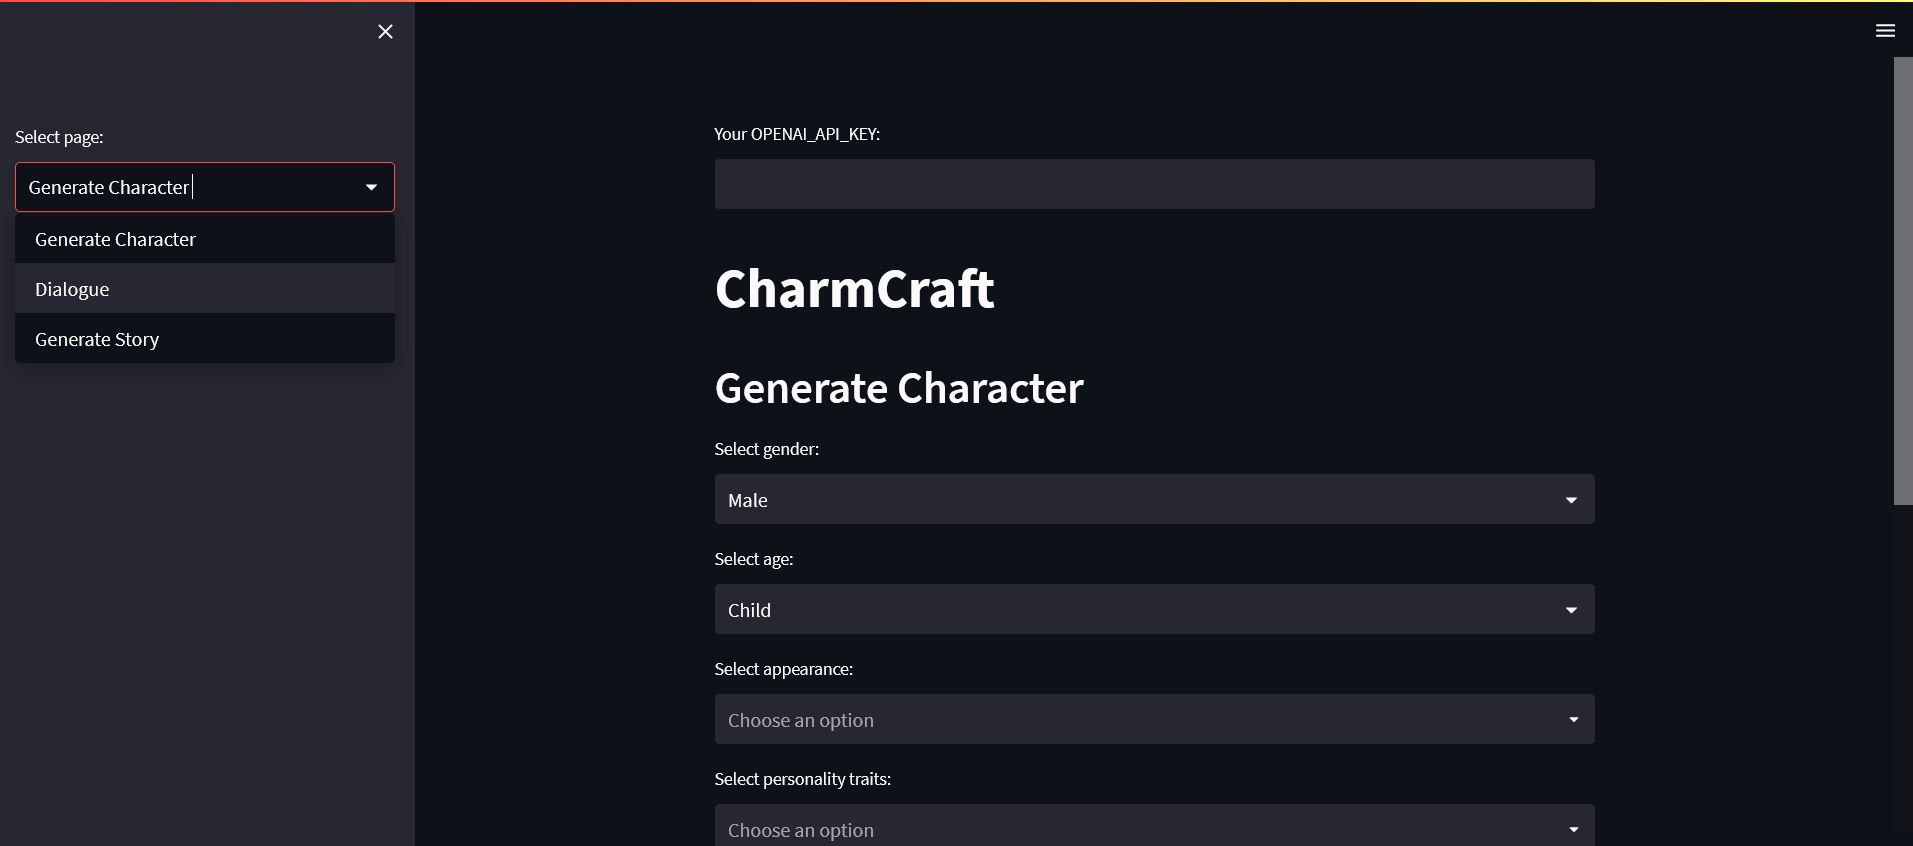 Select page:
Generate Character
Generate Character
Dialogue
Generate Story
Your OPENAI_API_KEY:
CharmCraft
Generate Character
Select gender:
Male
Select age:
Child
Select appearance:
Choose an option
Select personality traits:
Choose an option